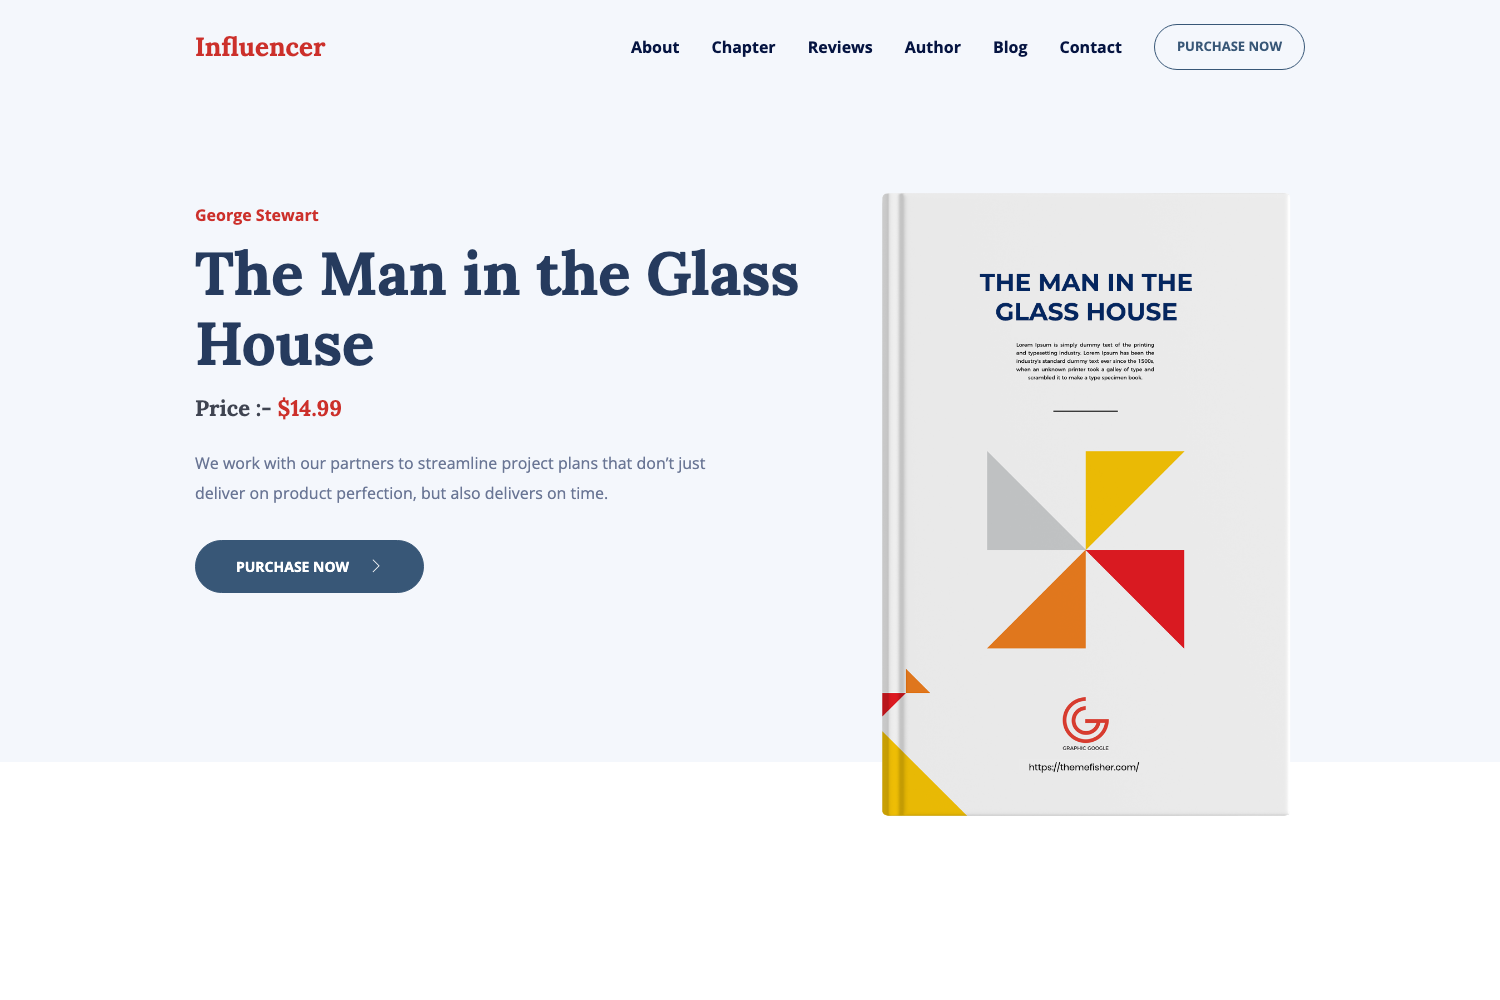 Influencer
About Chapter Reviews Author Blog Contact PURCHASE NOW
George Stewart
The Man in the Glass
House
Price :- $14.99
We work with our partners to streamline project plans that don’t just
deliver on product perfection, but also delivers on time.
PURCHASE NOW
THE MAN IN THE
GLASS HOUSE
Lorem Ipsum is simply dummy text of the printing
and typesetting industry. Lorem Ipsum has been the
industry's standard dummy text ever since the 1500s,
when an unknown printer took a galley of type and
scrambled it to make a type specimen book.
GRAPHIC GOOGLE
https://themefisher.com/